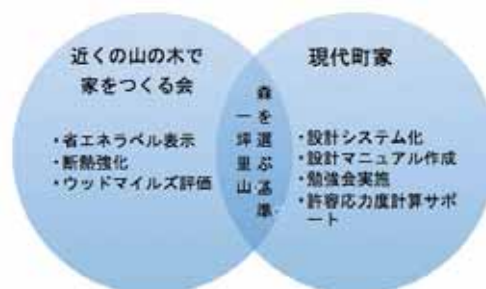 近くの山の木で
家をつくる会
・省エネラベル表示
・断熱強化
・ウッドマイルズ評価
森を選ぶ基準
一坪里山
現代町家
・設計システム化
・設計マニュアル作成
・勉強会実施
・許容応力度計算サポ
ート